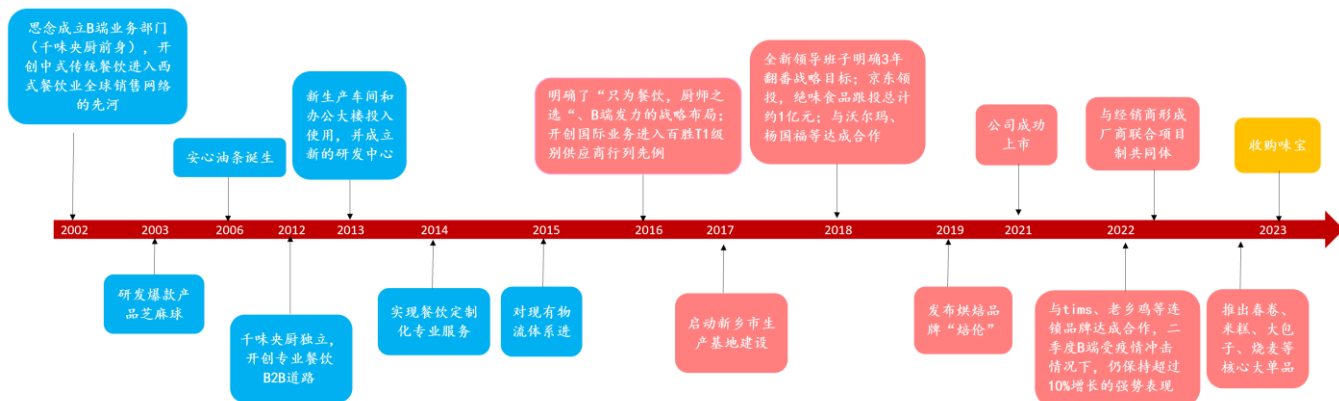 思念成立B端业务部门
（千味央厨前身），开
创中式传统餐饮进入西
式餐饮业全球销售网络
的先河
安心油条诞生
新生产车间和
办公大楼投入
使用，并成立
新的研发中心
明确了“只为餐饮，厨师之
选“、B端发力的战略布局；
开创国际业务进入百胜T1级
别供应商行列先例
全新领导班子明确3年
翻番战略目标；京东领
投，绝味食品跟投总计
约1亿元；与沃尔玛、
杨国福等达成合作
公司成功
上市
与经销商形成
厂商联合项目
制共同体
收购味宝
2002 2003 2006 2012 2013 2014 2015 2016 2017 2018 2019 2021 2022 2023
研发爆款产
品芝麻球
千味央厨独立，
开创专业餐饮
B2B道路
实现餐饮定制
化专业服务
对现有物
流体系进
启动新乡市生
产基地建设
发布烘焙品
牌“焙伦”
与tims、老乡鸡等连
锁品牌达成合作，二
季度B端受疫情冲击
情况下，仍保持超过
10%增长的强势表现
推出春卷、
米糕、大包
子、烧麦等
核心大单品